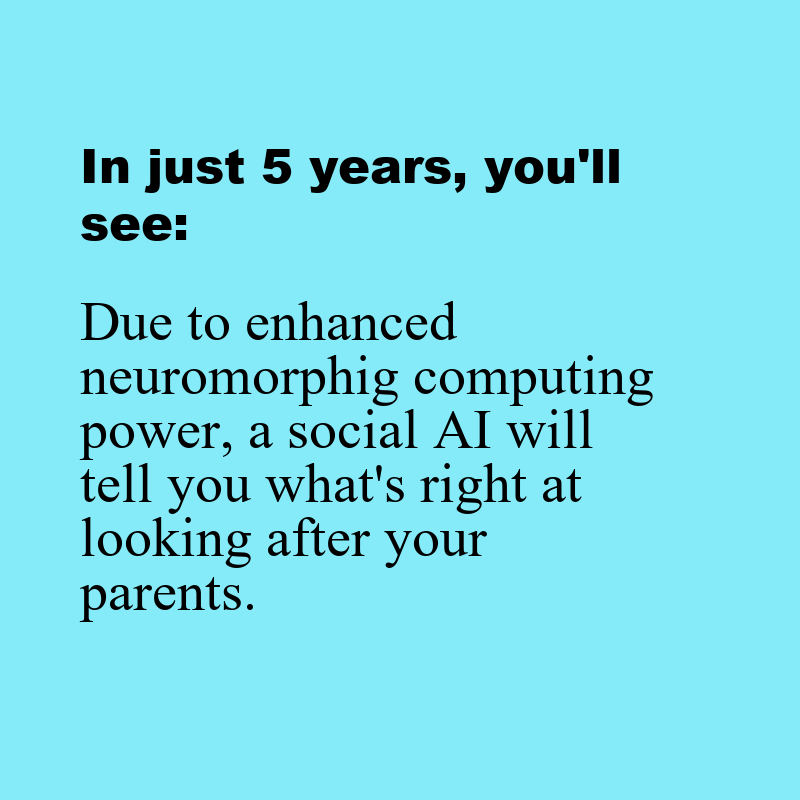 In just 5 years, you'll
see:
Due to enhanced
neuromorphig computing
power, a social AI will
tell you what's right at
looking after your
parents.